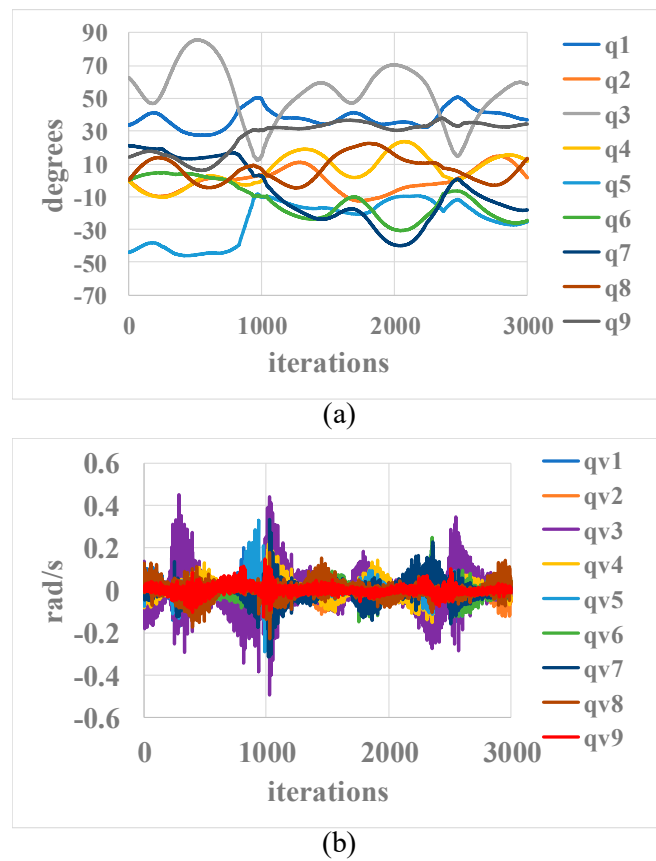 90
70
50
30
10
-10
-30
-50
-70
degrees
0 1000 2000 3000
iterations
q1
q2
q3
q4
q5
q6
q7
q8
q9
(a)
0.6
0.4
0.2
0
-0.2
-0.4
-0.6
rad/s
0 1000 2000 3000
iterations
qv1
qv2
qv3
qv4
qv5
qv6
qv7
qv8
qv9
(b)